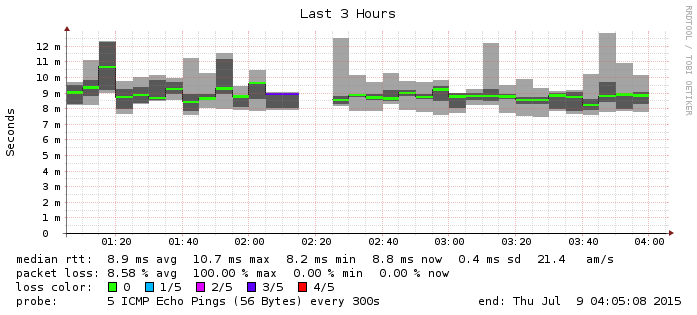 Last 3 Hours
RRDTOOL / TOBI OETIKER
Seconds
12 m
11 m
10 m
9 m
8 m
7 m
6 m
5 m
4 m
3 m
2 m
1 m
0
01:20 01:40 02:00 02:20 02:40 03:00 03:20 03:40 04:00
median rtt: 8.9 ms avg 10.7 ms max 8.2 ms min 8.8 ms now 0.4 ms sd 21.4 am/s
packet loss: 8.58 % avg 100.00 % max 0.00 % min 0.00 % now
loss color: 0 1/5 2/5 3/5 4/5
probe: 5 ICMP Echo Pings (56 Bytes) every 300s end: Thu Jul 9 04:05:08 2015